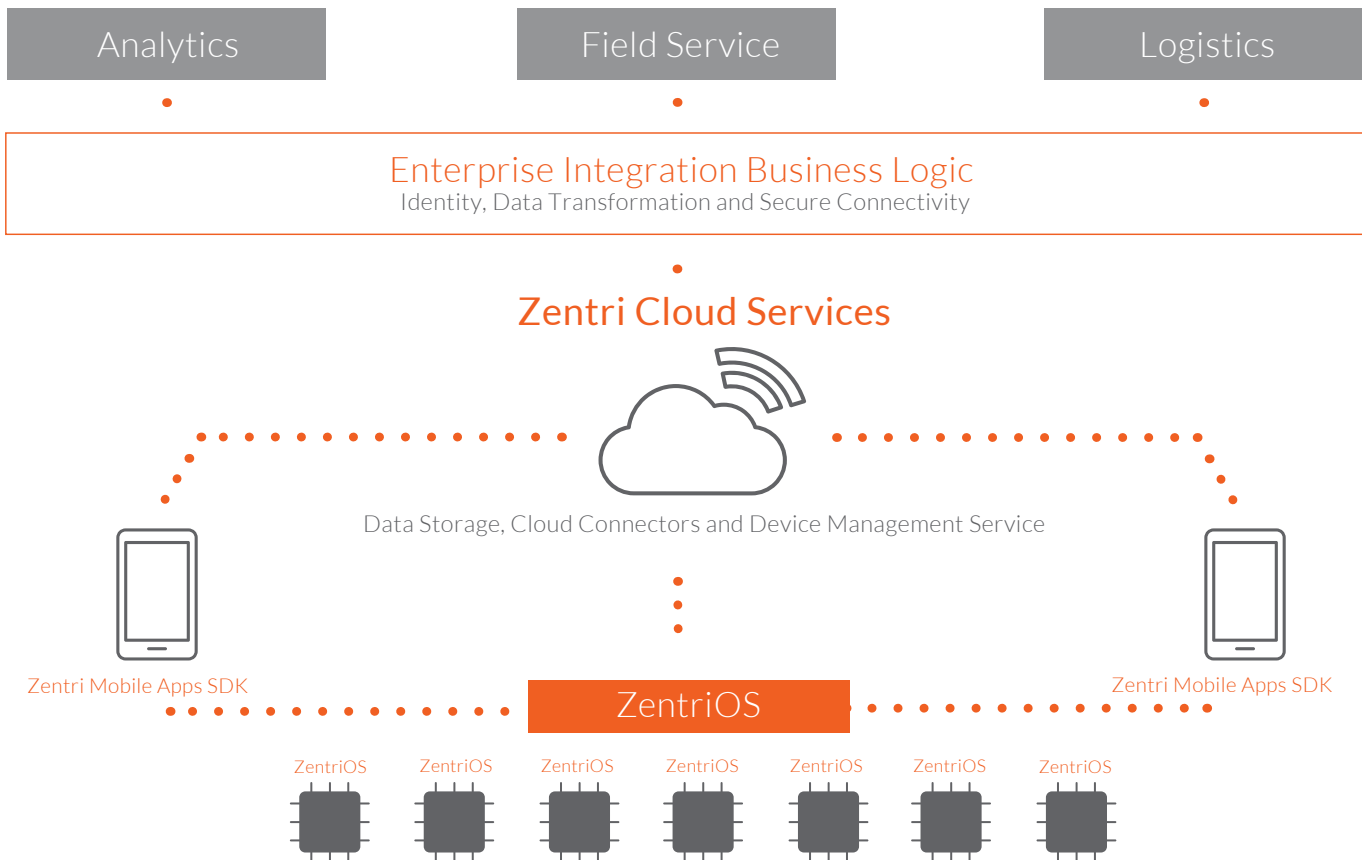 Analytics
Field Service
Logistics
Enterprise Integration Business Logic
Identity, Data Transformation and Secure Connectivity
Zentri Cloud Services
Data Storage, Cloud Connectors and Device Management Service
Zentri Mobile Apps SDK
Zentri Mobile Apps SDK
ZentriOS
ZentriOS
ZentriOS
ZentriOS
ZentriOS
ZentriOS
ZentriOS
ZentriOS